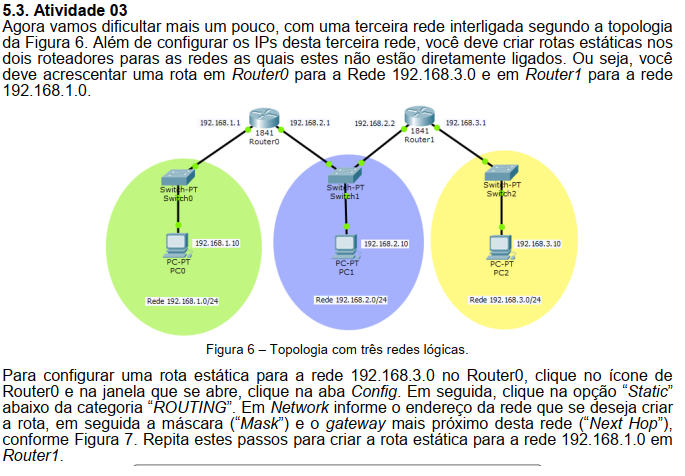 5.3. Atividade 03
Agora vamos dificultar mais um pouco, com uma terceira rede interligada segundo a topologia
da Figura 6. Além de configurar os IPs desta terceira rede, você deve criar rotas estáticas nos
dois roteadores paras as redes as quais estes não estão diretamente ligados. Ou seja, você
deve acrescentar uma rota em Router0 para a Rede 192.168.3.0 e em Router1 para a rede
192.168.1.0.
192.168.1.1
192.168.2.1
192.168.2.2
192.168.3.1
1841
Router0
1841
Router1
Switch-PT
Switch0
Switch-PT
Switch1
Switch-PT
Switch2
192.168.1.10
192.168.2.10
192.168.3.10
PC-PT
PC0
PC-PT
PC1
PC-PT
PC2
Rede 192.168.1.0/24
Rede 192.168.2.0/24
Rede 192.168.3.0/24
Figura 6 – Topologia com três redes lógicas.
Para configurar uma rota estática para a rede 192.168.3.0 no Router0, clique no ícone de
Router0 e na janela que se abre, clique na aba Config. Em seguida, clique na opção “Static”
abaixo da categoria “ROUTING”. Em Network informe o endereço da rede que se deseja criar
a rota, em seguida a máscara (“Mask”) e o gateway mais próximo desta rede (“Next Hop”),
conforme Figura 7. Repita estes passos para criar a rota estática para a rede 192.168.1.0 em
Router1.